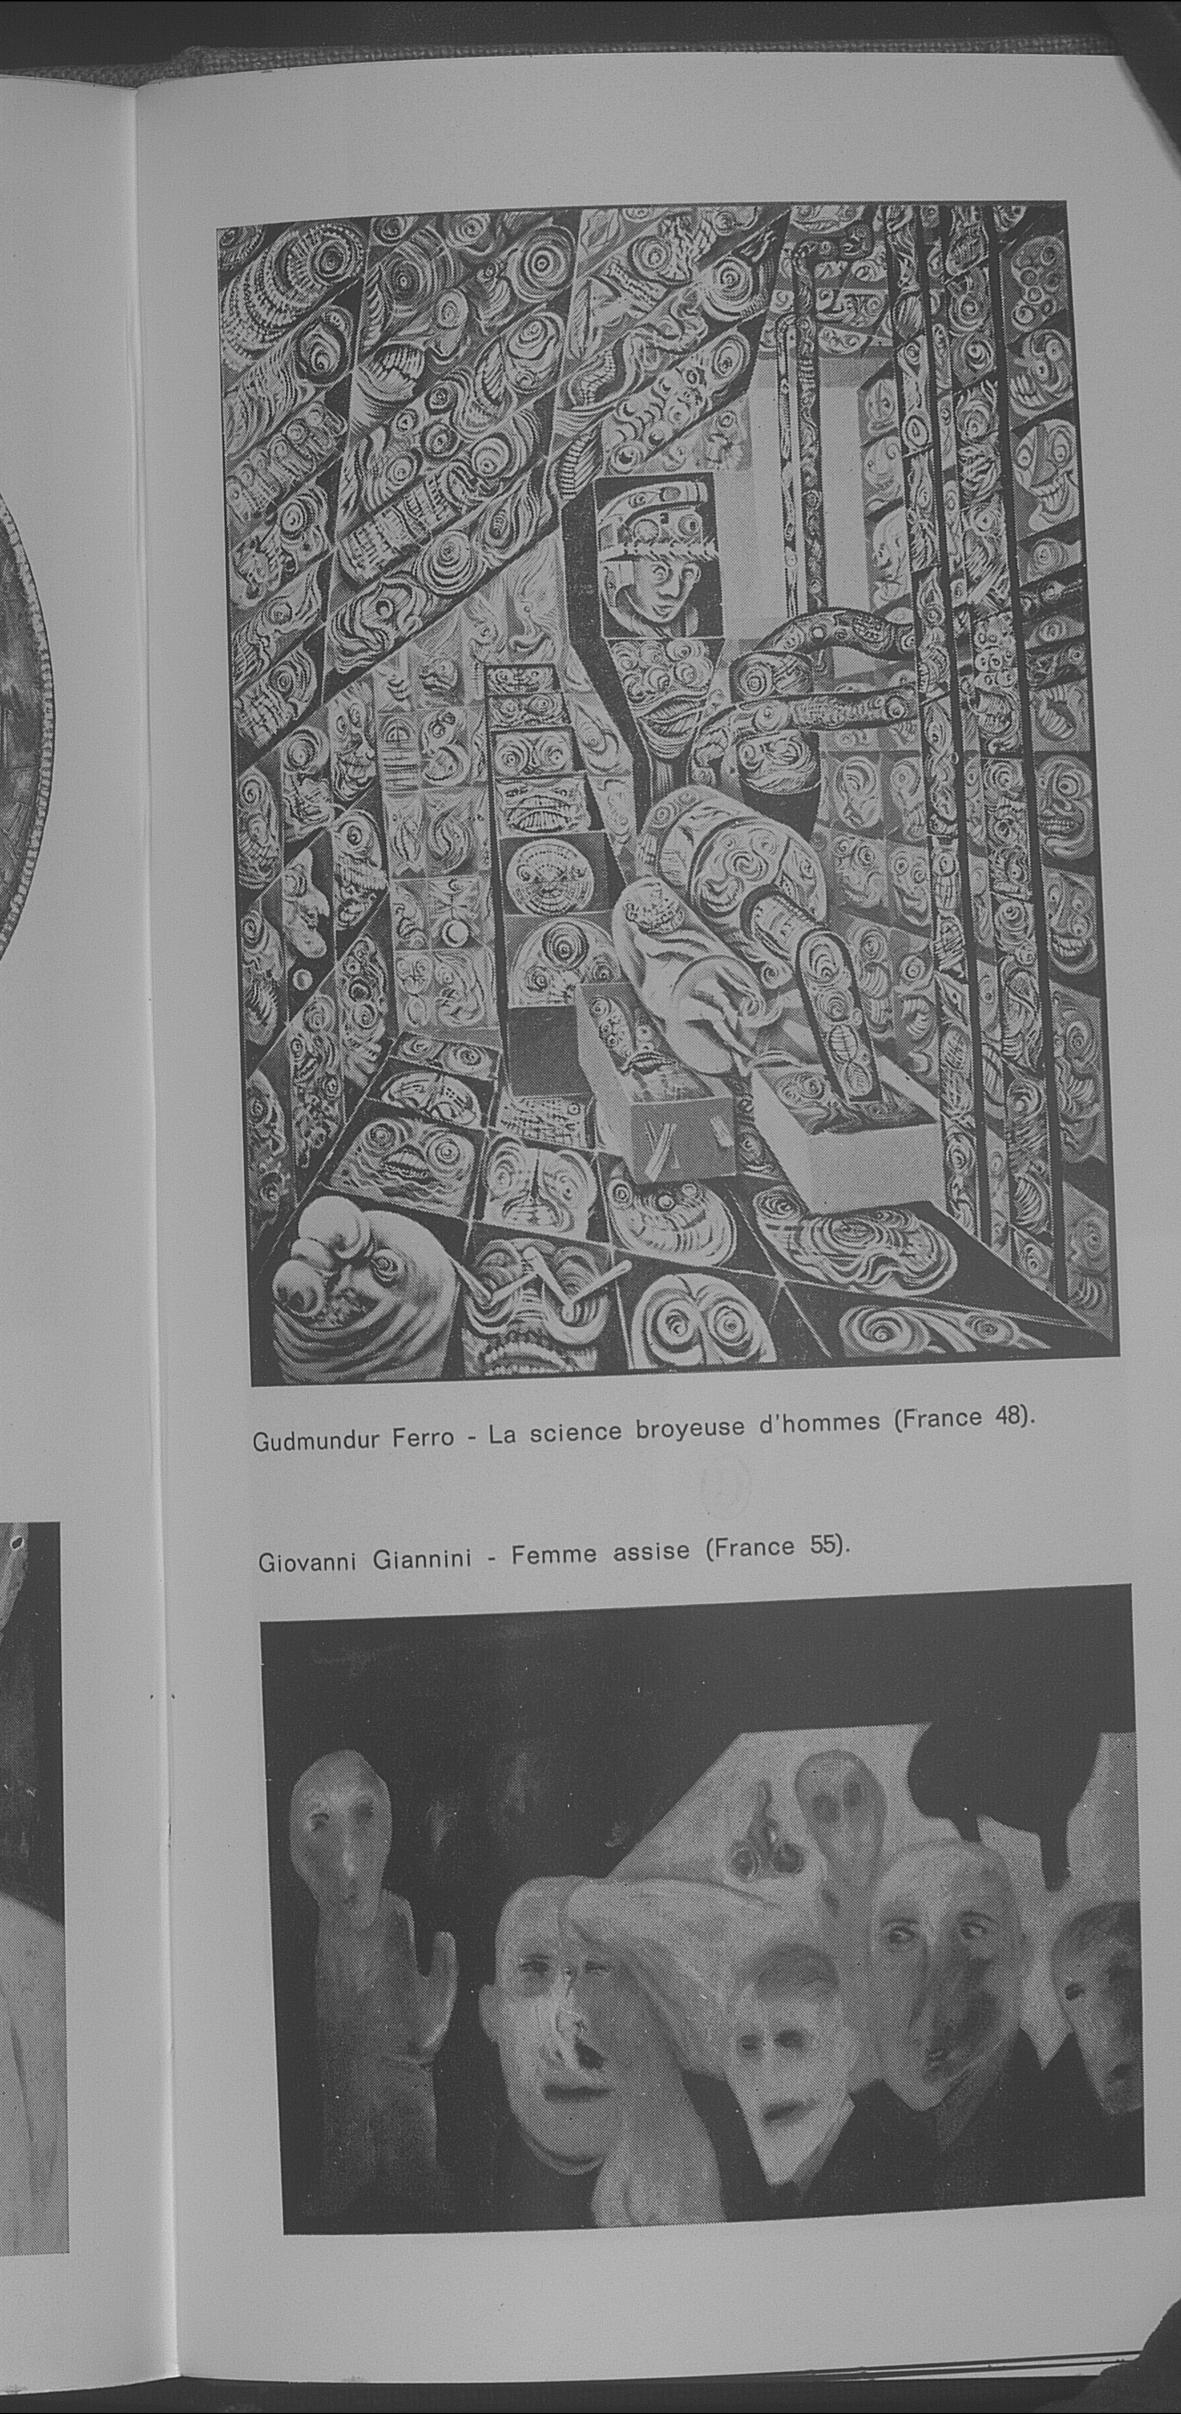 Gudmundur Ferro - La science broyeuse d'hommes (France 48).
Giovanni Giannini - Femme assise (France 55).